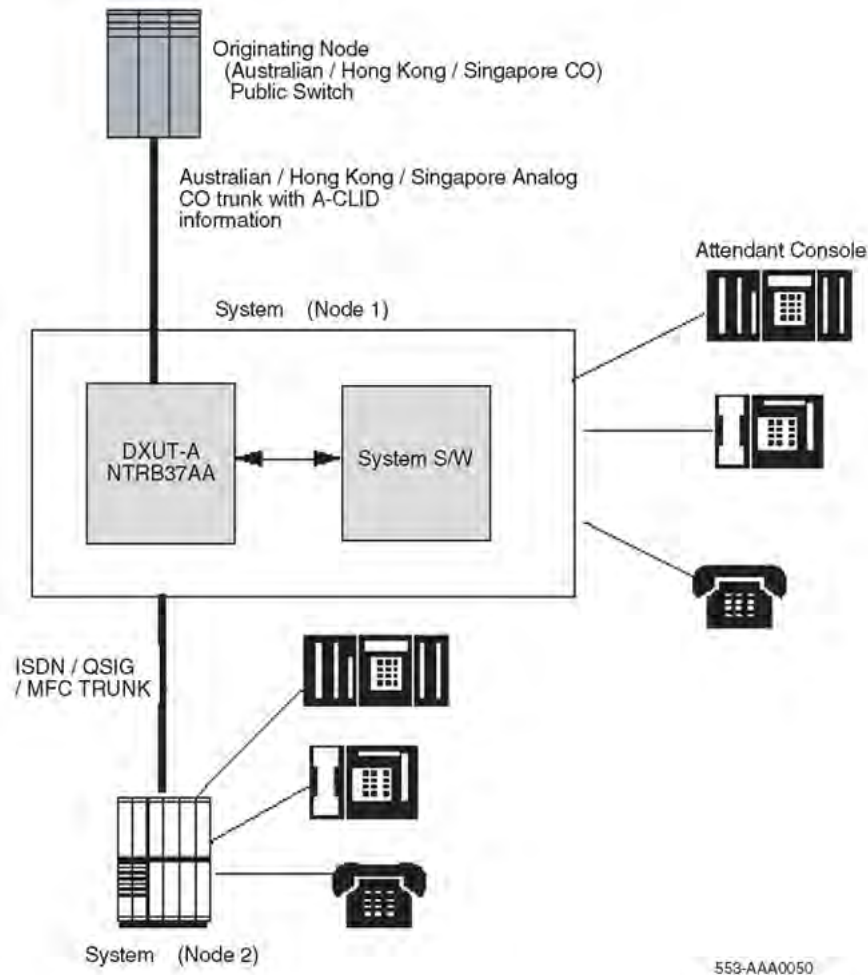 Originating Node
(Australian / Hong Kong / Singapore CO)
Public Switch
Australian / Hong Kong / Singapore Analog
CO trunk with A-CLID
information
Attendant Console
System (Node 1)
DXUT-A
NTRB37AA
System S/W
ISDN / QSIG
/ MFC TRUNK
System (Node 2)
553-AAA0050